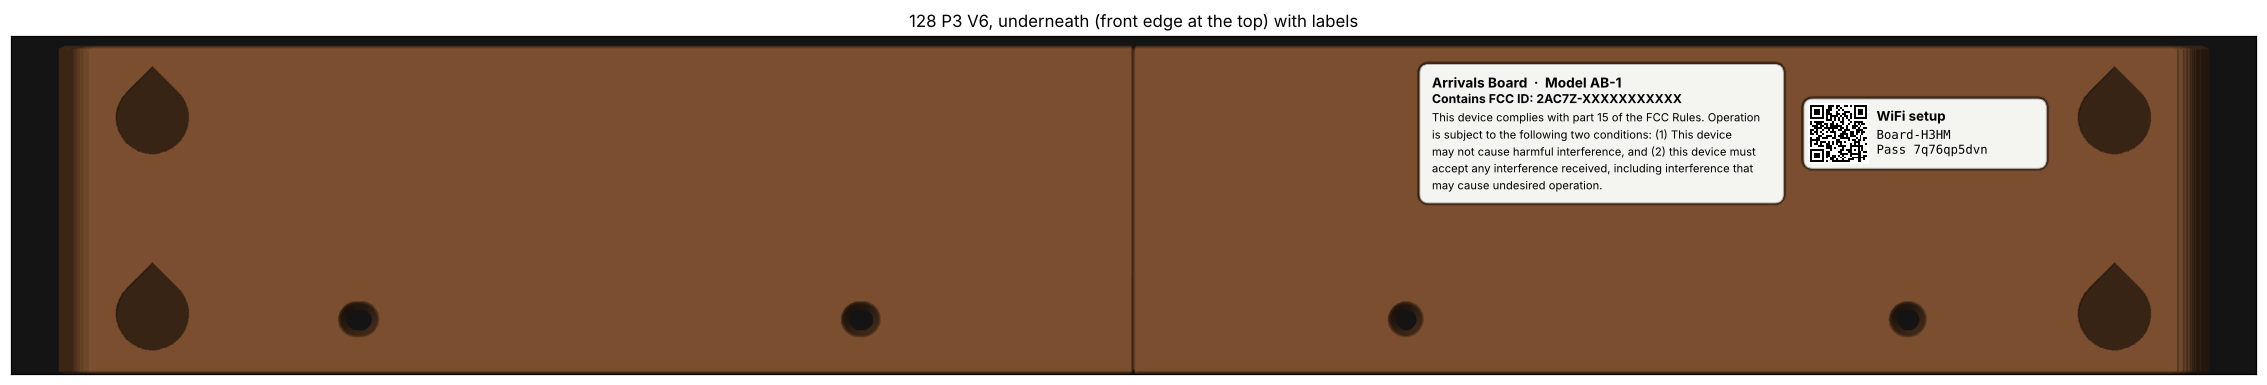 128 P3 V6, underneath (front edge at the top) with labels
Arrivals Board · Model AB-1
Contains FCC ID: 2AC7Z-XXXXXXXXXXX
This device complies with part 15 of the FCC Rules. Operation
is subject to the following two conditions: (1) This device
may not cause harmful interference, and (2) this device must
accept any interference received, including interference that
may cause undesired operation.
WiFi setup
Board-H3HM
Pass 7q76qp5dvn